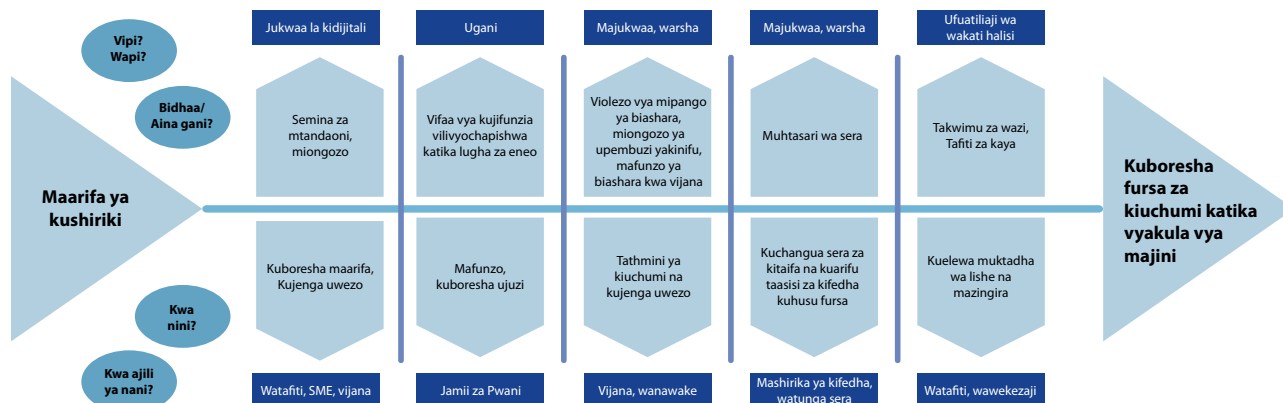 Vipi?
Wapi?
Bidhaa/
Aina gani?
Maarifa ya
kushiriki
Kwa
nini?
Kwa ajili
ya nani?
Jukwaa la kidijitali
Semina za
mtandaoni,
miongozo
Kuboresha maarifa,
Kujenga uwezo
Watafiti, SME, vijana
Ugani
Vifaa vya kujifunzia
vilivyochapishwa
katika lugha za eneo
Mafunzo,
kuboresha ujuzi
Jamii za Pwani
Majukwaa, warsha
Violezo vya mipango
ya biashara,
miongozo ya
upembuzi yakinifu,
mafunzo ya
biashara kwa vijana
Tathmini ya
kiuchumi na
kujenga uwezo
Vijana, wanawake
Majukwaa, warsha
Muhtasari wa sera
Kuchangua sera za
kitaifa na kuarifu
taasisi za kifedha
kuhusu fursa
Mashirika ya kifedha,
watunga sera
Ufuatiliaji wa
wakati halisi
Takwimu za wazi,
Tafiti za kaya
Kuelewa muktadha
wa lishe na
mazingira
Watafiti, wawekezaji
Kuboresha
fursa za
kiuchumi katika
vyakula vya
majini